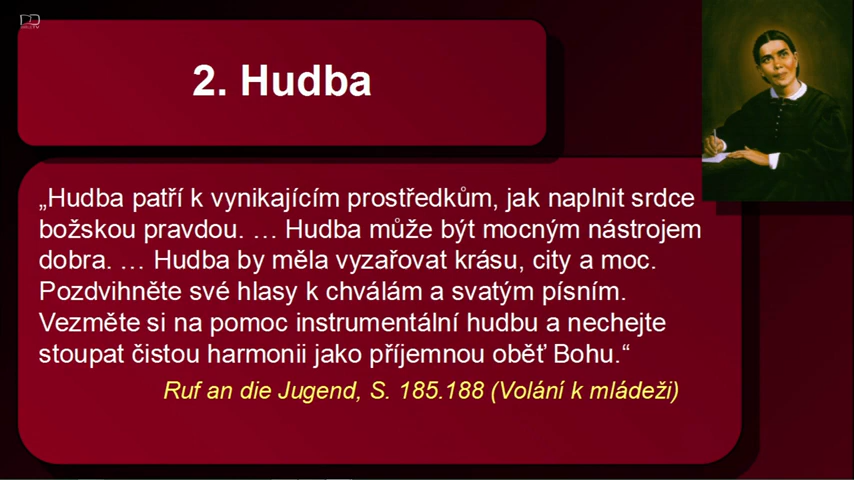 2. Hudba
„Hudba patří k vynikajícím prostředkům, jak naplnit srdce
božskou pravdou. … Hudba může být mocným nástrojem
dobra. … Hudba by měla vyzařovat krásu, city a moc.
Pozdvihněte své hlasy k chválám a svatým písním.
Vezměte si na pomoc instrumentální hudbu a nechejte
stoupat čistou harmonii jako příjemnou oběť Bohu.“
Ruf an die Jugend, S. 185.188 (Volání k mládeži)